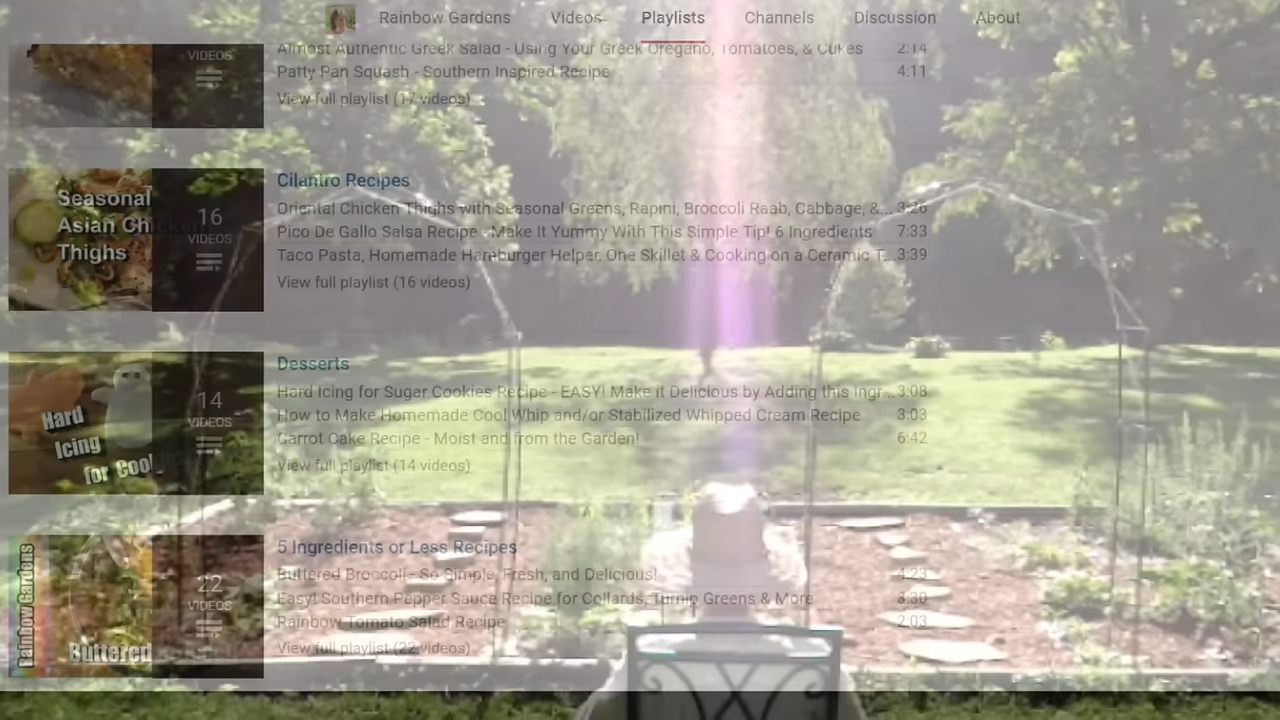 Rainbow Gardens Videos Playlists Channels Discussion About
VIDEOS
Almost Authentic Greek Salad - Using Your Greek Oregano, Tomatoes, & Cukes 2:14
Patty Pan Squash - Southern Inspired Recipe 4:11
View full playlist (17 videos)
Seasonal
Asian Chicken
Thighs
16
VIDEOS
Cilantro Recipes
Oriental Chicken Thighs with Seasonal Greens, Rapini, Broccoli Raab, Cabbage, &... 3:26
Pico De Gallo Salsa Recipe - Make It Yummy With This Simple Tip! 6 Ingredients 7:33
Taco Pasta, Homemade Hamburger Helper, One Skillet & Cooking on a Ceramic T... 3:39
View full playlist (16 videos)
Hard
Icing
for Cool
14
VIDEOS
Desserts
Hard Icing for Sugar Cookies Recipe - EASY! Make it Delicious by Adding this Ingr... 3:08
How to Make Homemade Cool Whip and/or Stabilized Whipped Cream Recipe 3:03
Carrot Cake Recipe - Moist and from the Garden! 6:42
View full playlist (14 videos)
Rainbow Gardens
Buttered
22
VIDEOS
5 Ingredients or Less Recipes
Buttered Broccoli - So Simple, Fresh, and Delicious! 4:23
Easy! Southern Pepper Sauce Recipe for Collards, Turnip Greens & More 3:30
Rainbow Tomato Salad Recipe 2:03
View full playlist (22 videos)